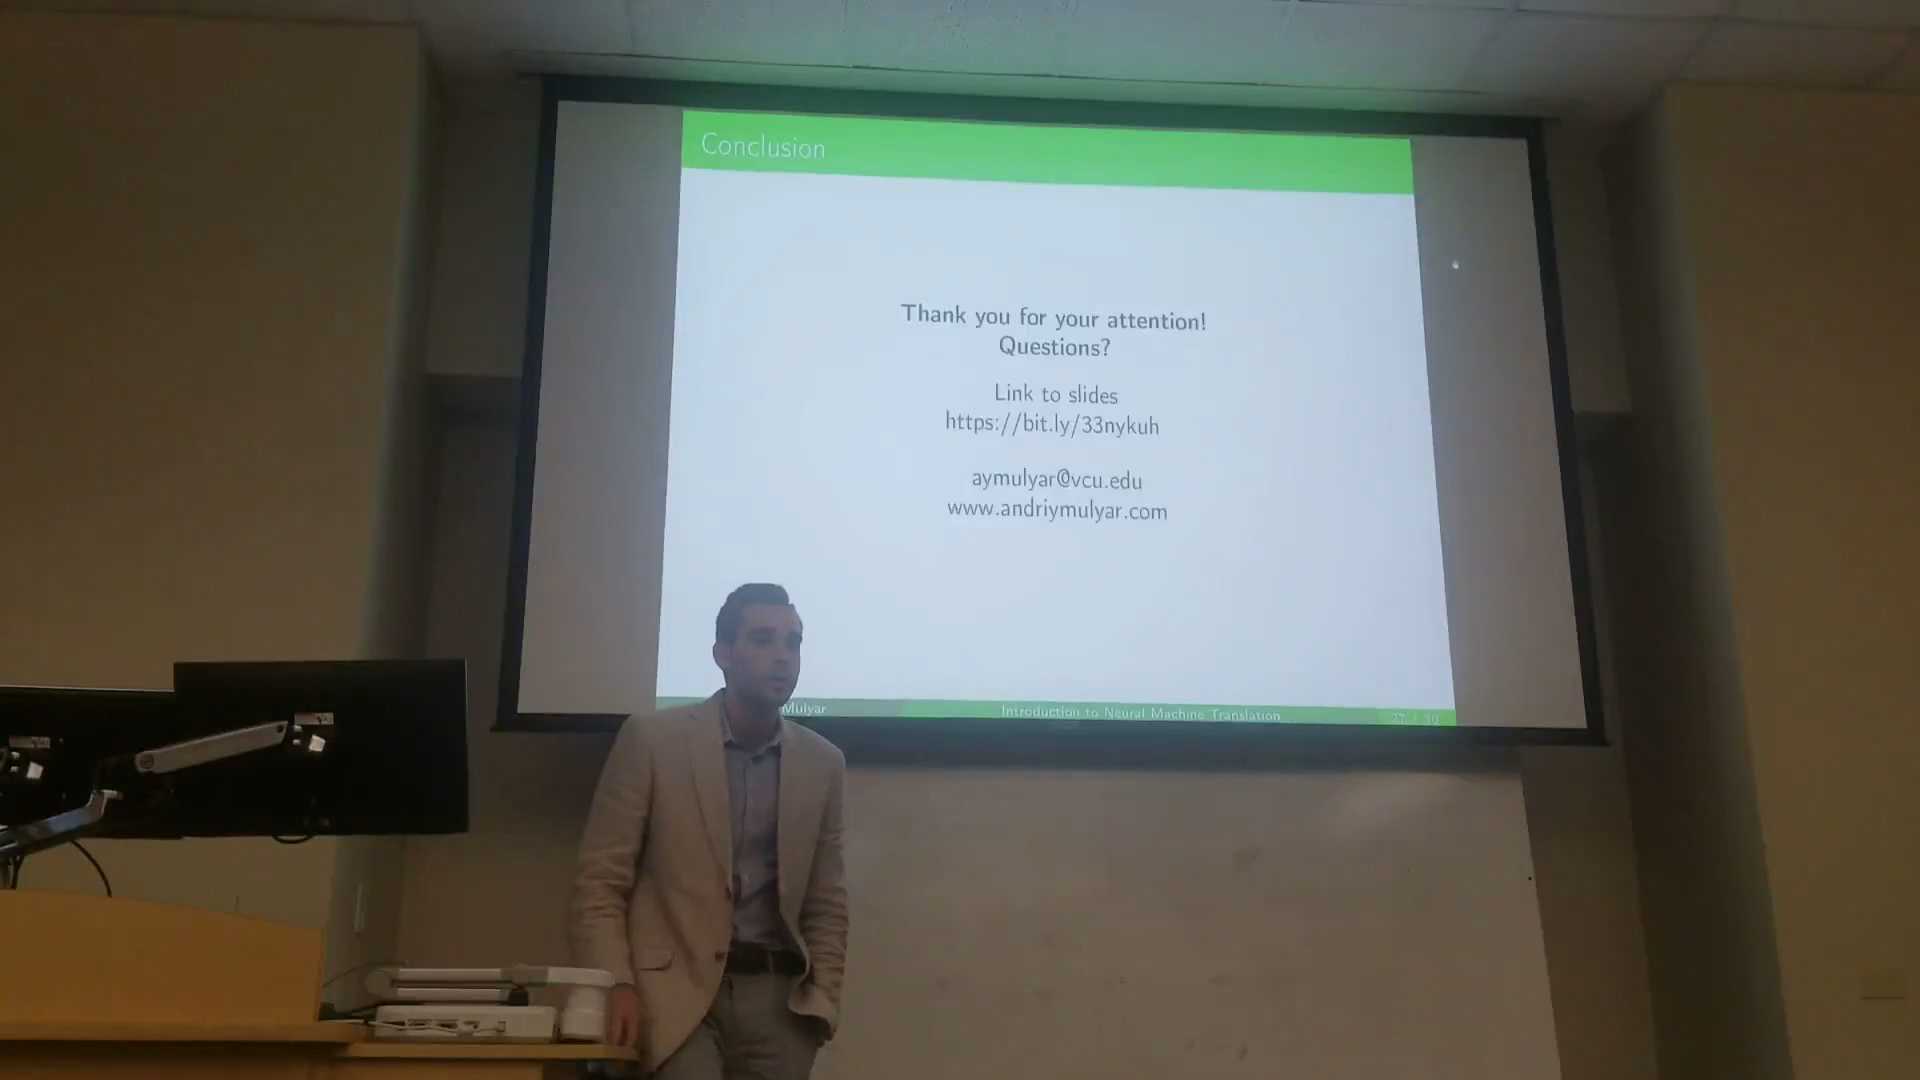 Conclusion
Thank you for your attention!
Questions?
Link to slides
https://bit.ly/33nykuh
aymulyar@vcu.edu
www.andriymulyar.com
Mulyar
Introduction to Neural Machine Translation